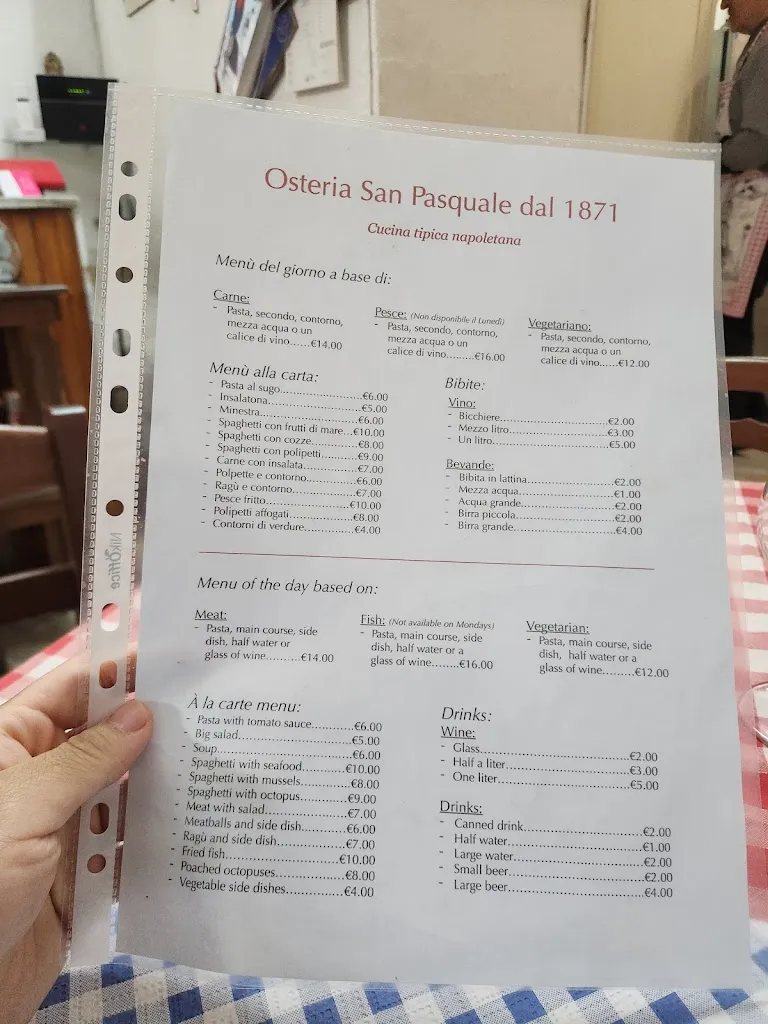 Osteria San Pasquale dal 1871
Cucina tipica napoletana
Menù del giorno a base di:
Carne:
- Pasta, secondo, contorno,
mezza acqua o un
calice di vino......€14.00
Pesce: (Non disponibile il Lunedì)
- Pasta, secondo, contorno,
mezza acqua o un
calice di vino.........€16.00
Vegetariano:
- Pasta, secondo, contorno,
mezza acqua o un
calice di vino......€12.00
Menù alla carta:
- Pasta al sugo........................€6.00
- Insalatona...........................€5.00
- Minestra.............................€6.00
- Spaghetti con frutti di mare...€10.00
- Spaghetti con cozze..............€8.00
- Spaghetti con polipetti..........€9.00
- Carne con insalata................€7.00
- Polpette e contorno..............€6.00
- Ragù e contorno...................€7.00
- Pesce fritto.........................€10.00
- Polipetti affogati...................€8.00
- Contorni di verdure...............€4.00
Bibite:
Vino:
- Bicchiere..............................€2.00
- Mezzo litro...........................€3.00
- Un litro................................€5.00
Bevande:
- Bibita in lattina.....................€2.00
- Mezza acqua.........................€1.00
- Acqua grande........................€2.00
- Birra piccola.........................€2.00
- Birra grande..........................€4.00
Menu of the day based on:
Meat:
- Pasta, main course, side
dish, half water or
glass of wine.........€14.00
Fish: (Not available on Mondays)
- Pasta, main course, side
dish, half water or a
glass of wine........€16.00
Vegetarian:
- Pasta, main course, side
dish, half water or a
glass of wine.........€12.00
À la carte menu:
- Pasta with tomato sauce............€6.00
- Big salad..............................€5.00
- Soup...................................€6.00
- Spaghetti with seafood..........€10.00
- Spaghetti with mussels...........€8.00
- Spaghetti with octopus...........€9.00
- Meat with salad.....................€7.00
- Meatballs and side dish..........€6.00
- Ragù and side dish.................€7.00
- Fried fish.............................€10.00
- Poached octopuses................€8.00
- Vegetable side dishes..............€4.00
Drinks:
Wine:
- Glass...................................€2.00
- Half a liter............................€3.00
- One liter..............................€5.00
Drinks:
- Canned drink........................€2.00
- Half water............................€1.00
- Large water..........................€2.00
- Small beer............................€2.00
- Large beer............................€4.00
NikOffice